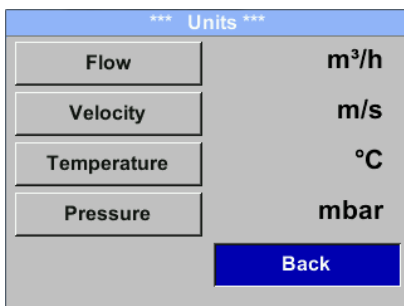 *** Units ***
Flow m³/h
Velocity m/s
Temperature °C
Pressure mbar
Back